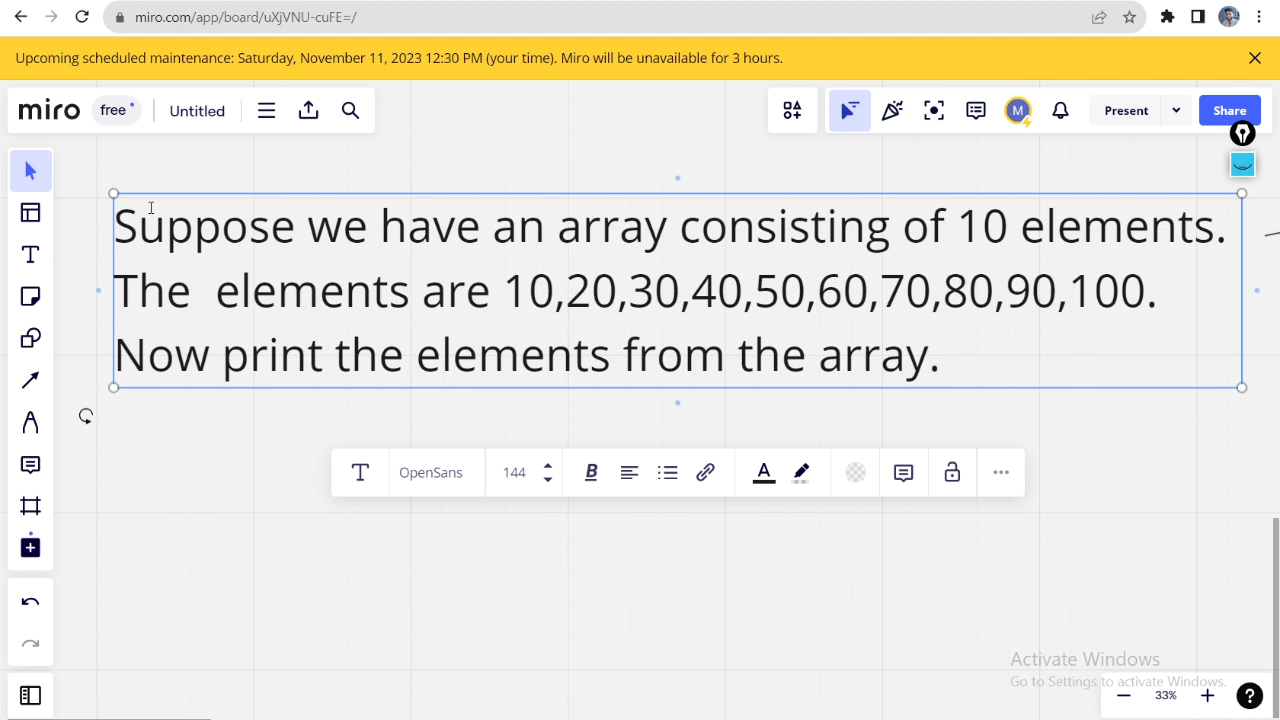 miro.com/app/board/uXjVNU-cuFE=/
Upcoming scheduled maintenance: Saturday, November 11, 2023 12:30 PM (your time). Miro will be unavailable for 3 hours.
miro free Untitled M Present Share
Suppose we have an array consisting of 10 elements.
The  elements are 10,20,30,40,50,60,70,80,90,100.
Now print the elements from the array.
OpenSans 144 B A
Activate Windows
Go to Settings to activate Windows.
33%